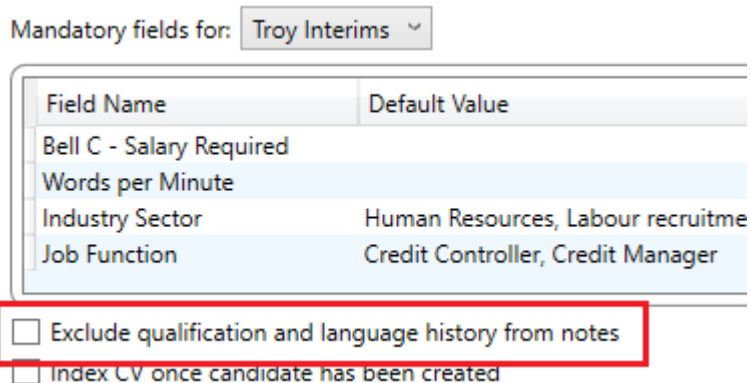 Mandatory fields for: Troy Interims
Field Name Default Value
Bell C - Salary Required
Words per Minute
Industry Sector Human Resources, Labour recruitme
Job Function Credit Controller, Credit Manager
Exclude qualification and language history from notes
Index CV once candidate has been created